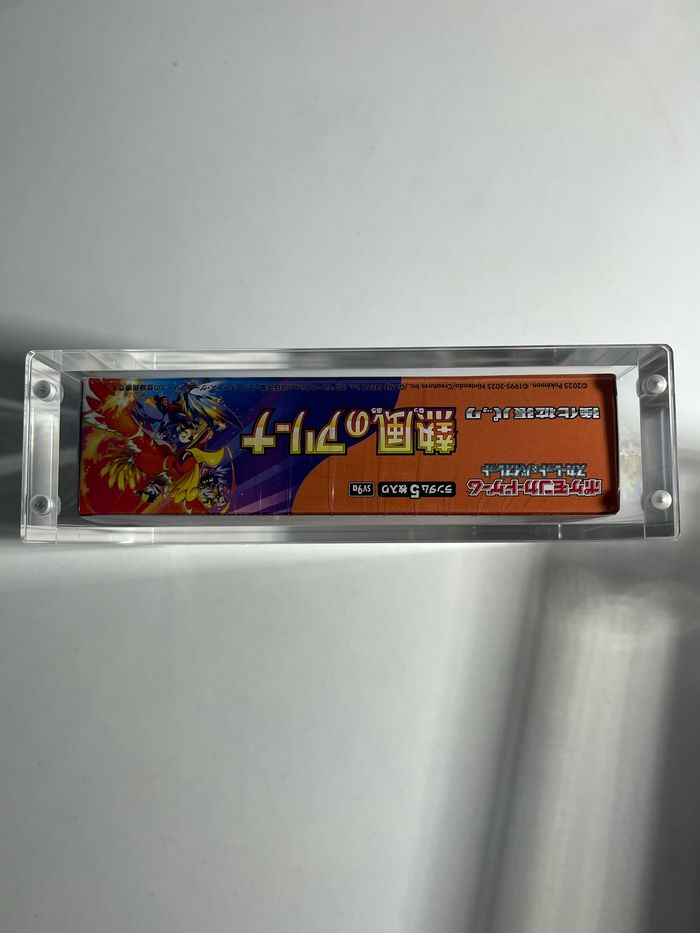 ポケモンカードゲーム
スカーレット&バイオレット
強化拡張パック
ランダム5枚入り
SV9a
熱風のアリーナ
©2025 Pokémon. ©1995-2025 Nintendo/Creatures Inc./GAME FREAK inc.